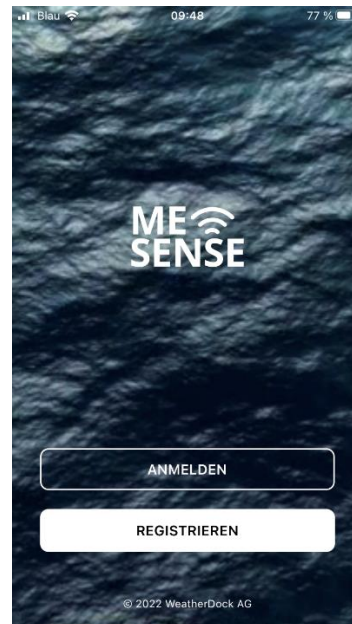 Blau 09:48 77 %
ME
SENSE
ANMELDEN
REGISTRIEREN
© 2022 WeatherDock AG